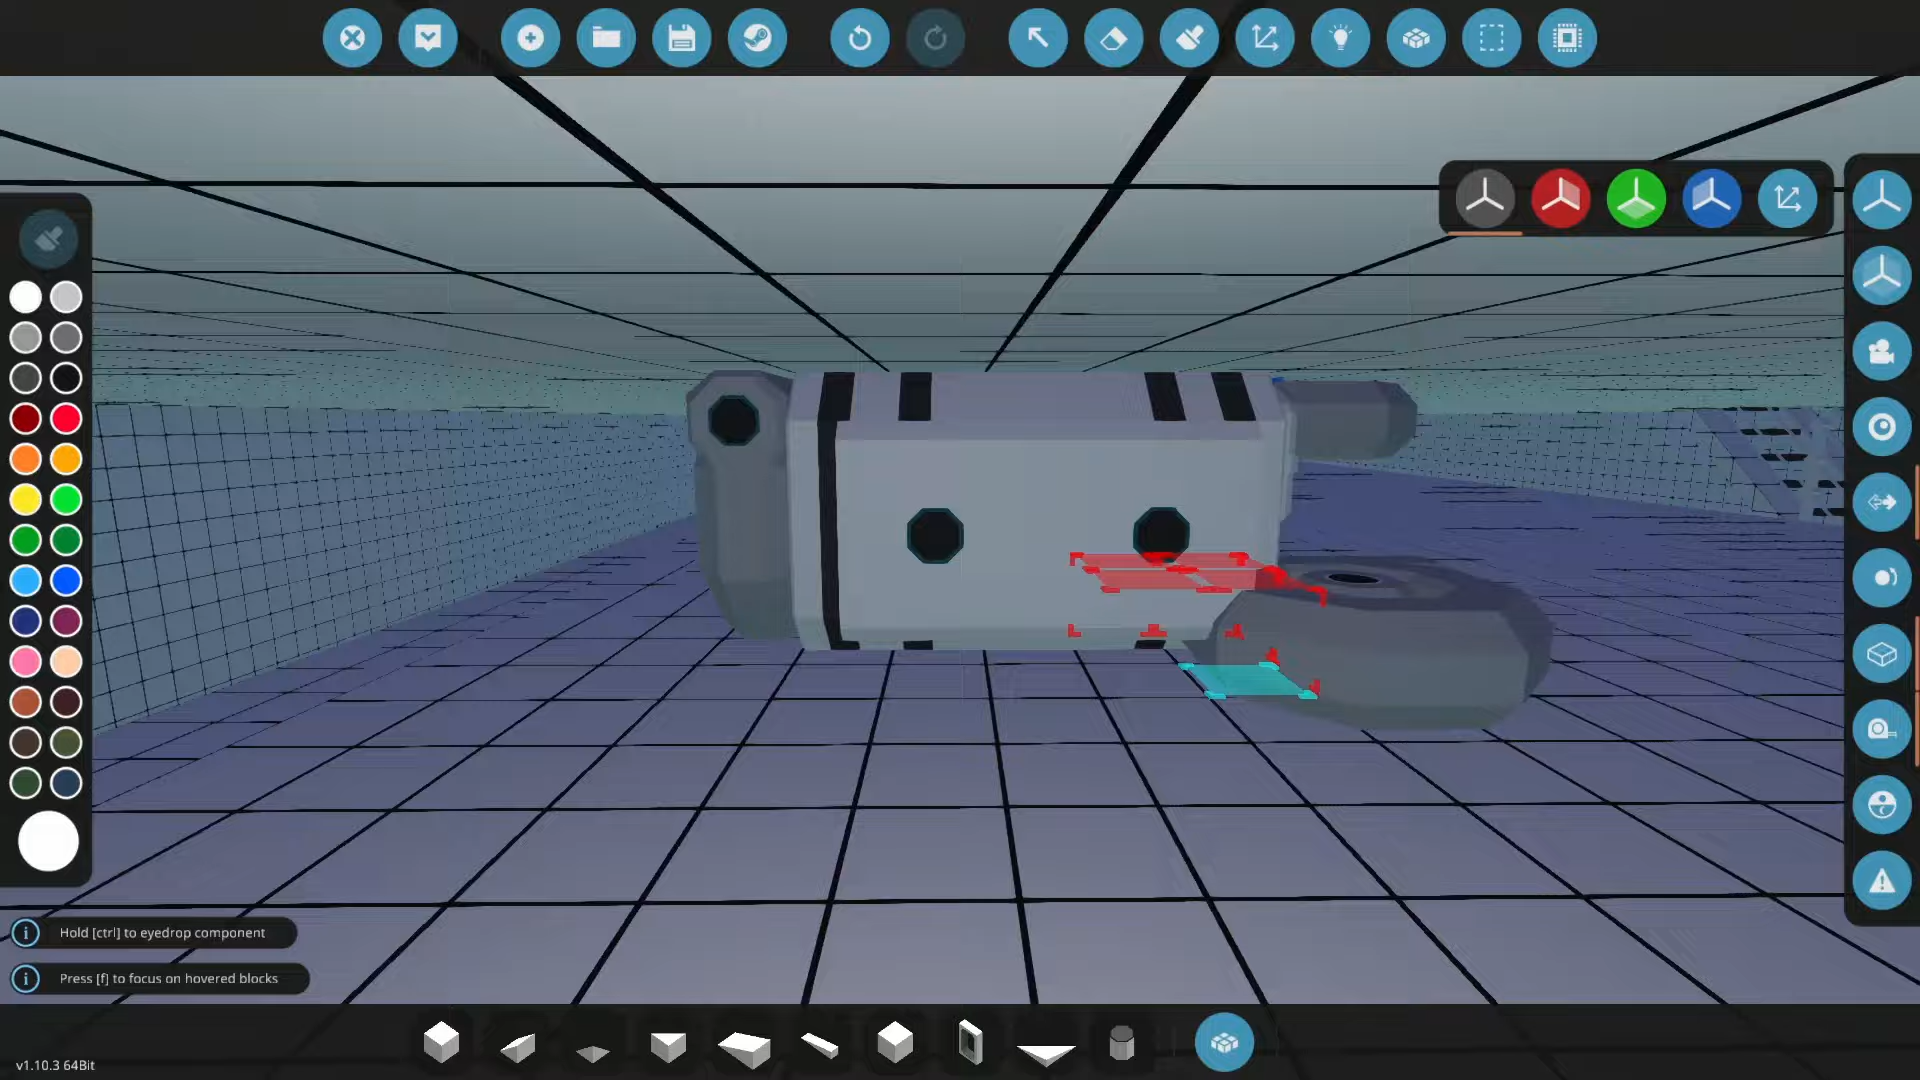 Hold [ctrl] to eyedrop component
Press [f] to focus on hovered blocks
v1.10.3 64Bit